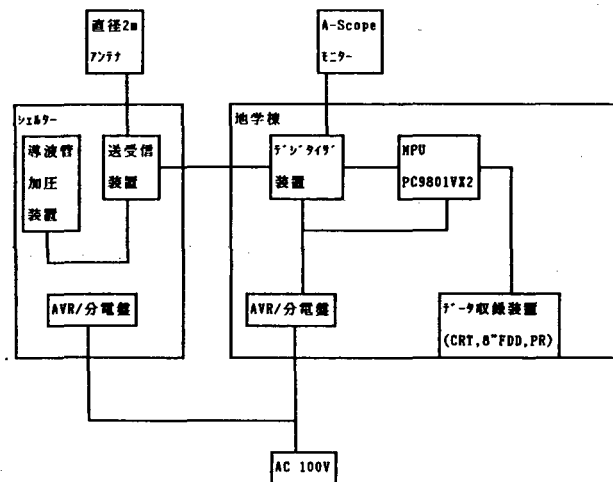 直径2m
アンテナ
A-Scope
モニター
シェルター
導波管
加圧
装置
送受信
装置
地学棟
デジタイザ
装置
MPU
PC9801VX2
AVR/分電盤
AVR/分電盤
データ収録装置
(CRT,8"FDD,PR)
AC 100V